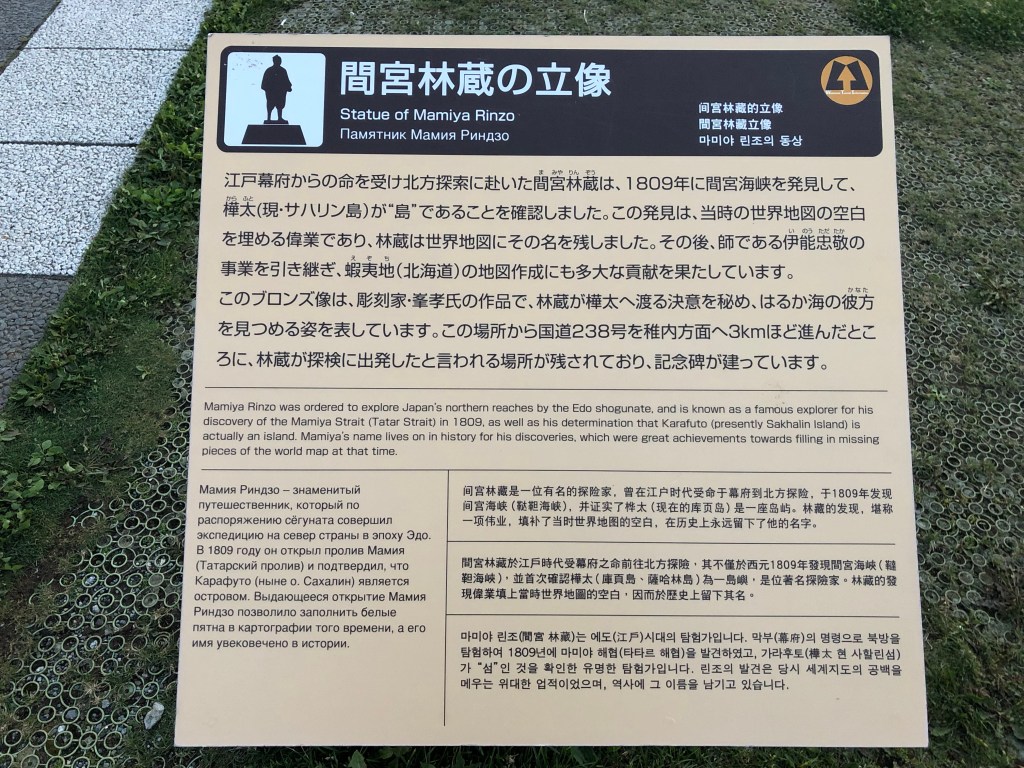 間宮林蔵の立像
Statue of Mamiya Rinzo
Памятник Мамия Риндзо
间宫林藏的立像
間宮林藏立像
마미야 린조의 동상
江戸幕府からの命を受け北方探索に赴いた間宮林蔵は、1809年に間宮海峡を発見して、
樺太(現・サハリン島)が“島”であることを確認しました。この発見は、当時の世界地図の空白
を埋める偉業であり、林蔵は世界地図にその名を残しました。その後、師である伊能忠敬の
事業を引き継ぎ、蝦夷地(北海道)の地図作成にも多大な貢献を果たしています。
このブロンズ像は、彫刻家・峯孝氏の作品で、林蔵が樺太へ渡る決意を秘め、はるか海の彼方
を見つめる姿を表しています。この場所から国道238号を稚内方面へ3kmほど進んだとこ
ろに、林蔵が探検に出発したと言われる場所が残されており、記念碑が建っています。
Mamiya Rinzo was ordered to explore Japan's northern reaches by the Edo shogunate, and is known as a famous explorer for his
discovery of the Mamiya Strait (Tatar Strait) in 1809, as well as his determination that Karafuto (presently Sakhalin Island) is
actually an island. Mamiya's name lives on in history for his discoveries, which were great achievements towards filling in missing
pieces of the world map at that time.
Мамия Риндзо – знаменитый
путешественник, который по
распоряжению сёгуната совершил
экспедицию на север страны в эпоху Эдо.
В 1809 году он открыл пролив Мамия
(Татарский пролив) и подтвердил, что
Карафуто (ныне о. Сахалин) является
островом. Выдающееся открытие Мамия
Риндзо позволило заполнить белые
пятна в картографии того времени, а его
имя увековечено в истории.
间宫林藏是一位有名的探险家，曾在江户时代受命于幕府到北方探险，于1809年发现
间宫海峡（鞑靼海峡），并证实了桦太（现在的库页岛）是一座岛屿。林藏的发现，堪称
一项伟业，填补了当时世界地图的空白，在历史上永远留下了他的名字。
間宮林藏於江戶時代受幕府之命前往北方探險，其不僅於西元1809年發現間宮海峽（韃
靼海峽），並首次確認樺太（庫頁島、薩哈林島）為一島嶼，是位著名探險家。林藏的發
現偉業填上當時世界地圖的空白，因而於歷史上留下其名。
마미야 린조(間宮 林蔵)는 에도(江戶)시대의 탐험가입니다. 막부(幕府)의 명령으로 북방을
탐험하여 1809년에 마미야 해협(타타르 해협)을 발견하였고, 가라후토(樺太 현 사할린섬)
가 “섬”인 것을 확인한 유명한 탐험가입니다. 린조의 발견은 당시 세계지도의 공백을
메우는 위대한 업적이었으며, 역사에 그 이름을 남기고 있습니다.